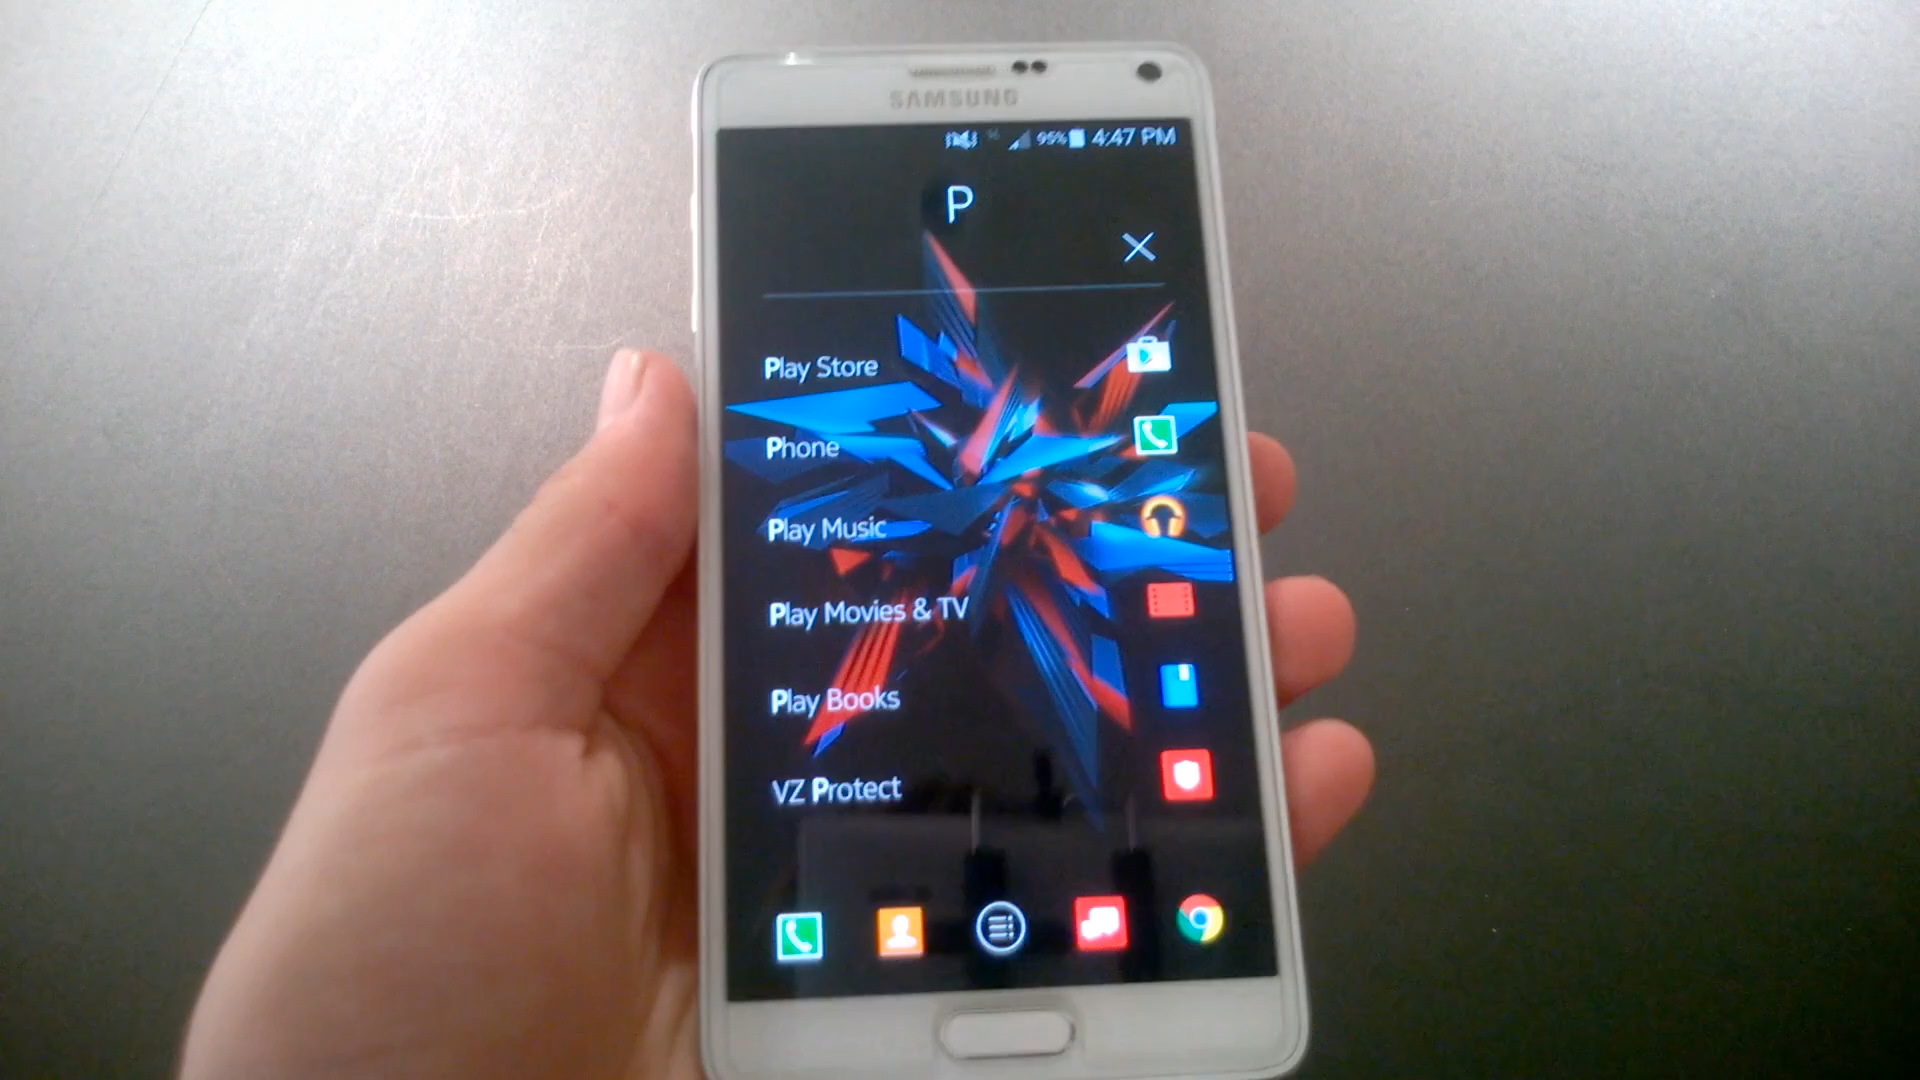 SAMSUNG
95% 4:47 PM
P
Play Store
Phone
Play Music
Play Movies & TV
Play Books
VZ Protect